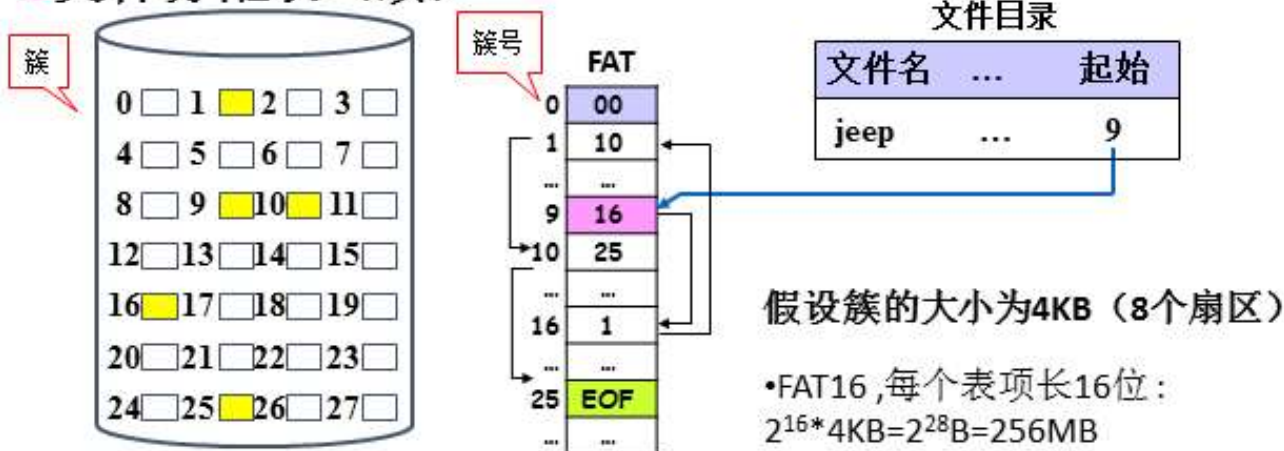 簇
0 1 2 3
4 5 6 7
8 9 10 11
12 13 14 15
16 17 18 19
20 21 22 23
24 25 26 27
簇号
FAT
0 00
1 10
... ...
9 16
10 25
... ...
16 1
... ...
25 EOF
... ...
文件目录
文件名 ... 起始
jeep ... 9
假设簇的大小为4KB（8个扇区）
•FAT16 ,每个表项长16位：
2¹⁶*4KB=2²⁸B=256MB